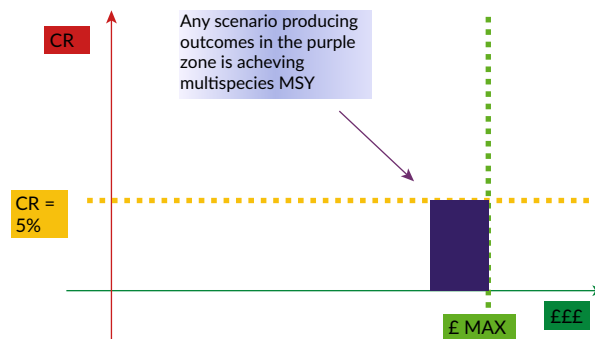 CR
Any scenario producing
outcomes in the purple
zone is acheving
multispecies MSY
CR =
5%
£ MAX
£££